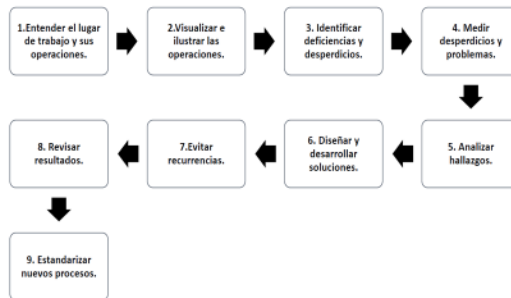 1.Entender el lugar
de trabajo y sus
operaciones.
2.Visualizar e
ilustrar las
operaciones.
3. Identificar
deficiencias y
desperdicios.
4. Medir
desperdicios y
problemas.
5. Analizar
hallazgos.
6. Diseñar y
desarrollar
soluciones.
7.Evitar
recurrencias.
8. Revisar
resultados.
9. Estandarizar
nuevos procesos.